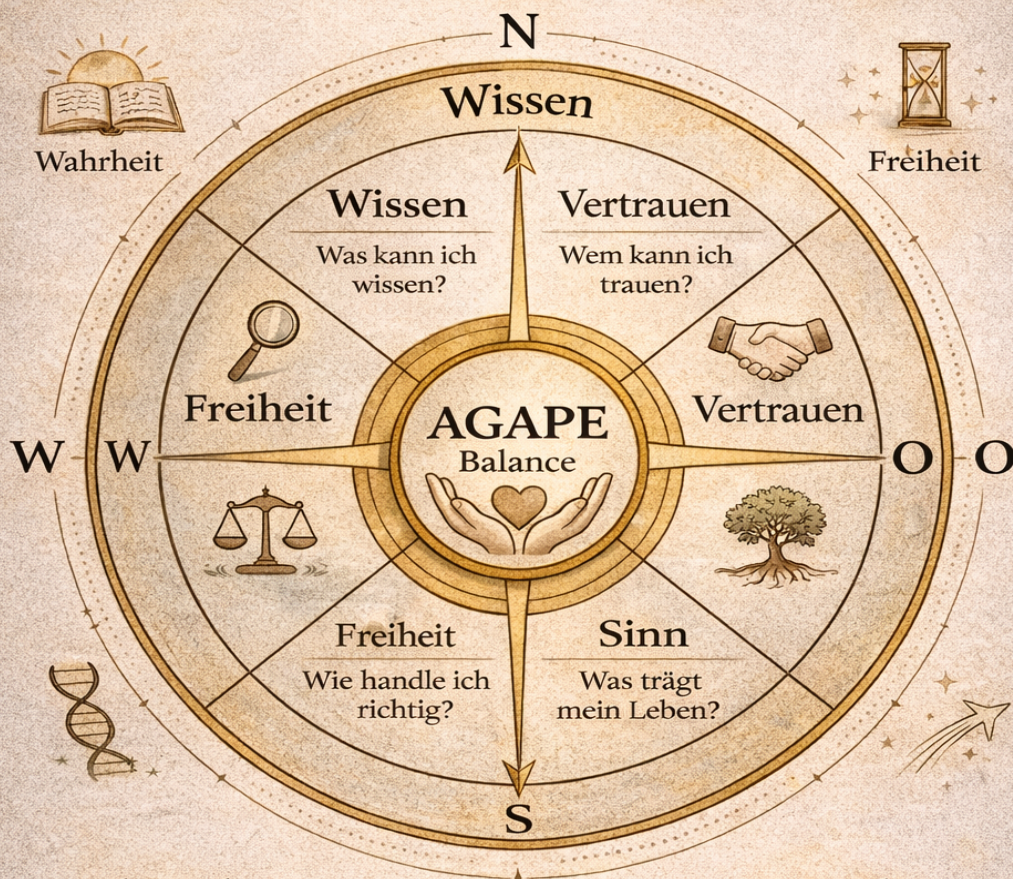 N
Wissen
Wahrheit
Freiheit
Wissen
Was kann ich
wissen?
Vertrauen
Wem kann ich
trauen?
Freiheit
Vertrauen
AGAPE
Balance
W
W
O
O
Freiheit
Wie handle ich
richtig?
Sinn
Was trägt
mein Leben?
S